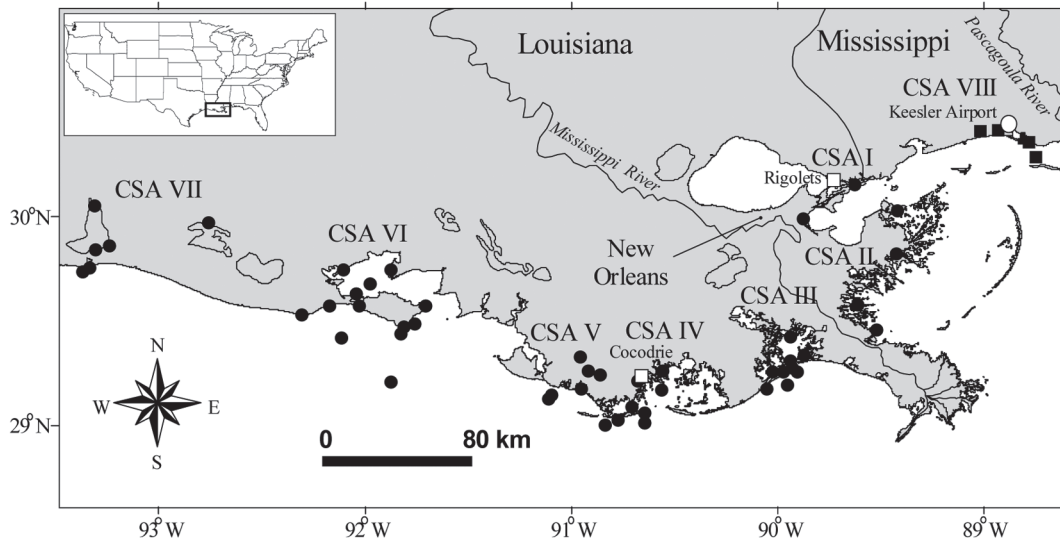 Louisiana
Mississippi
Pascagoula River
CSA VIII
Keesler Airport
Mississippi River
CSA I
Rigolets
CSA VII
30°N
CSA VI
New
Orleans
CSA II
CSA III
CSA V
CSA IV
Cocodrie
N
W
E
S
29°N
0
80 km
93°W
92°W
91°W
90°W
89°W